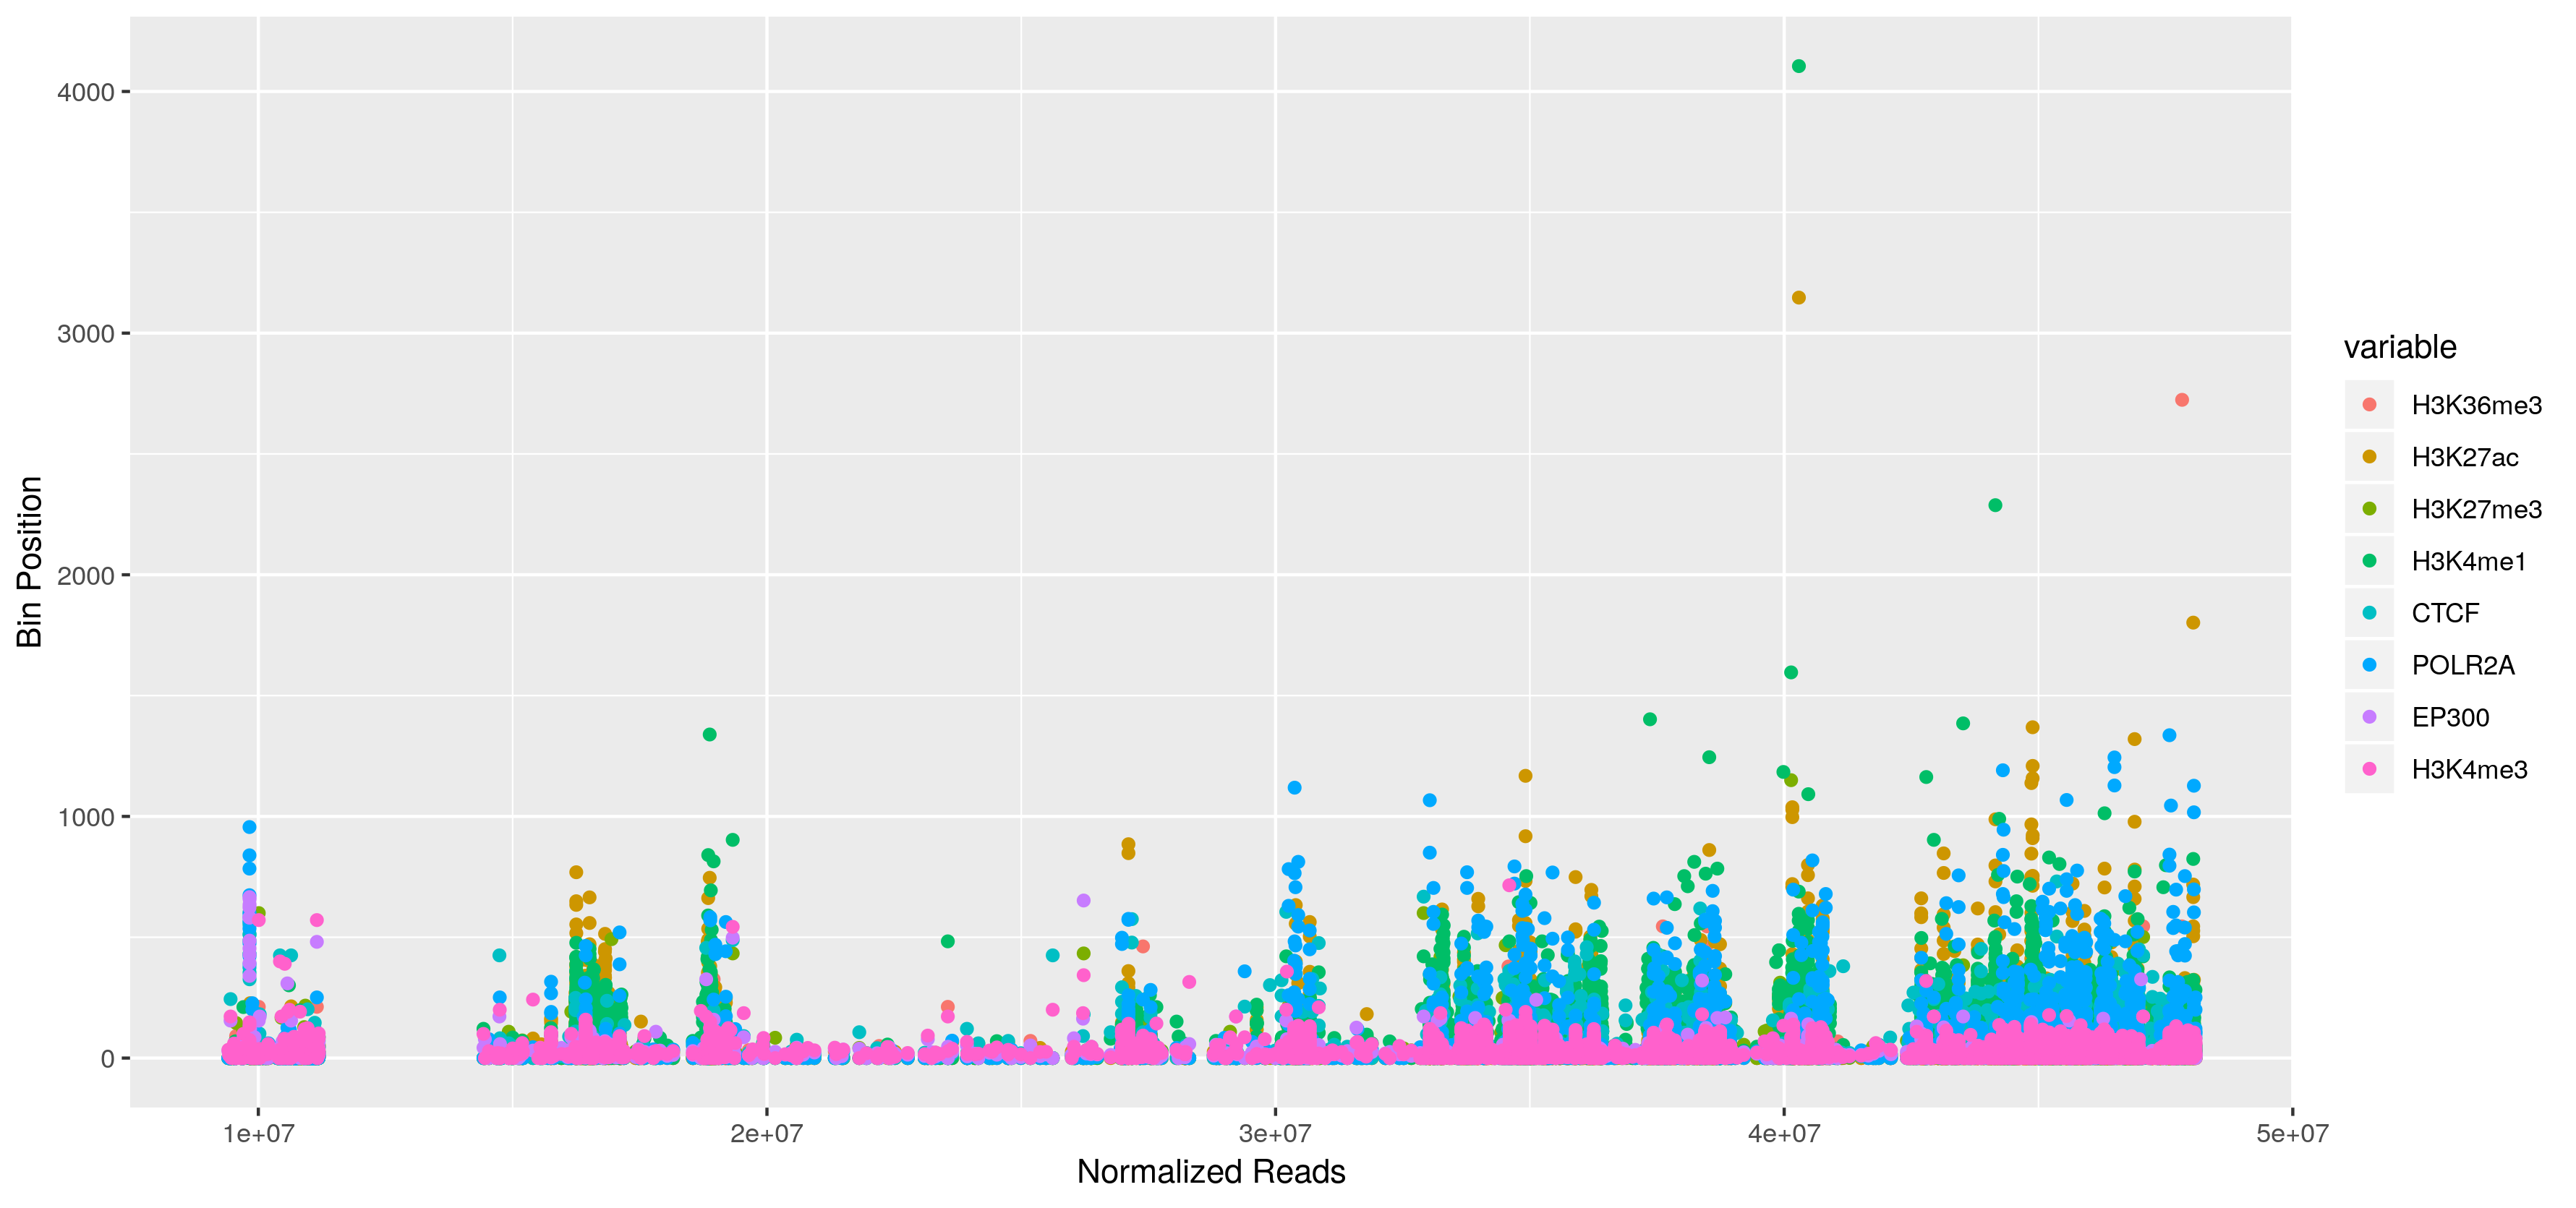 4000
3000
2000
1000
0
Bin Position
1e+07
2e+07
3e+07
4e+07
5e+07
Normalized Reads
variable
H3K36me3
H3K27ac
H3K27me3
H3K4me1
CTCF
POLR2A
EP300
H3K4me3